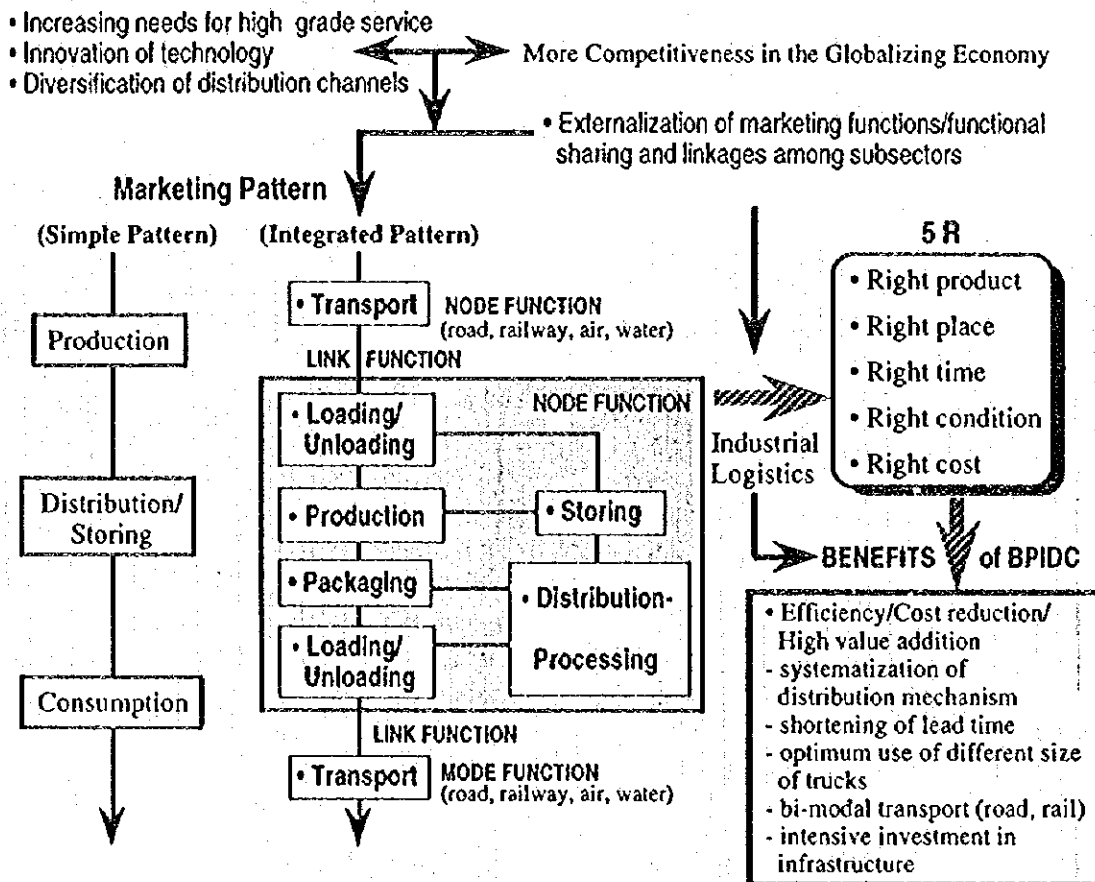 • Increasing needs for high grade service
• Innovation of technology
• Diversification of distribution channels
More Competitiveness in the Globalizing Economy
• Externalization of marketing functions/functional
sharing and linkages among subsectors
Marketing Pattern
(Simple Pattern)
(Integrated Pattern)
Production
Distribution/
Storing
Consumption
• Transport
NODE FUNCTION
(road, railway, air, water)
LINK FUNCTION
NODE FUNCTION
• Loading/
Unloading
• Production
• Storing
• Packaging
• Distribution-
Processing
• Loading/
Unloading
LINK FUNCTION
• Transport
MODE FUNCTION
(road, railway, air, water)
Industrial
Logistics
5 R
• Right product
• Right place
• Right time
• Right condition
• Right cost
BENEFITS of BPIDC
• Efficiency/Cost reduction/
High value addition
- systematization of
distribution mechanism
- shortening of lead time
- optimum use of different size
of trucks
- bi-modal transport (road, rail)
- intensive investment in
infrastructure